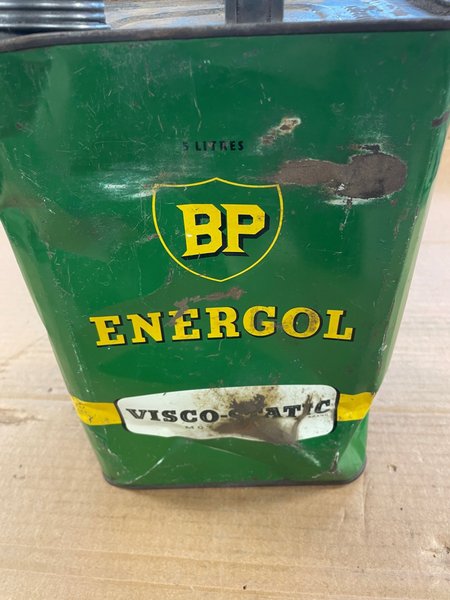 5 LITRES
BP
ENERGOL
VISCO-STATIC